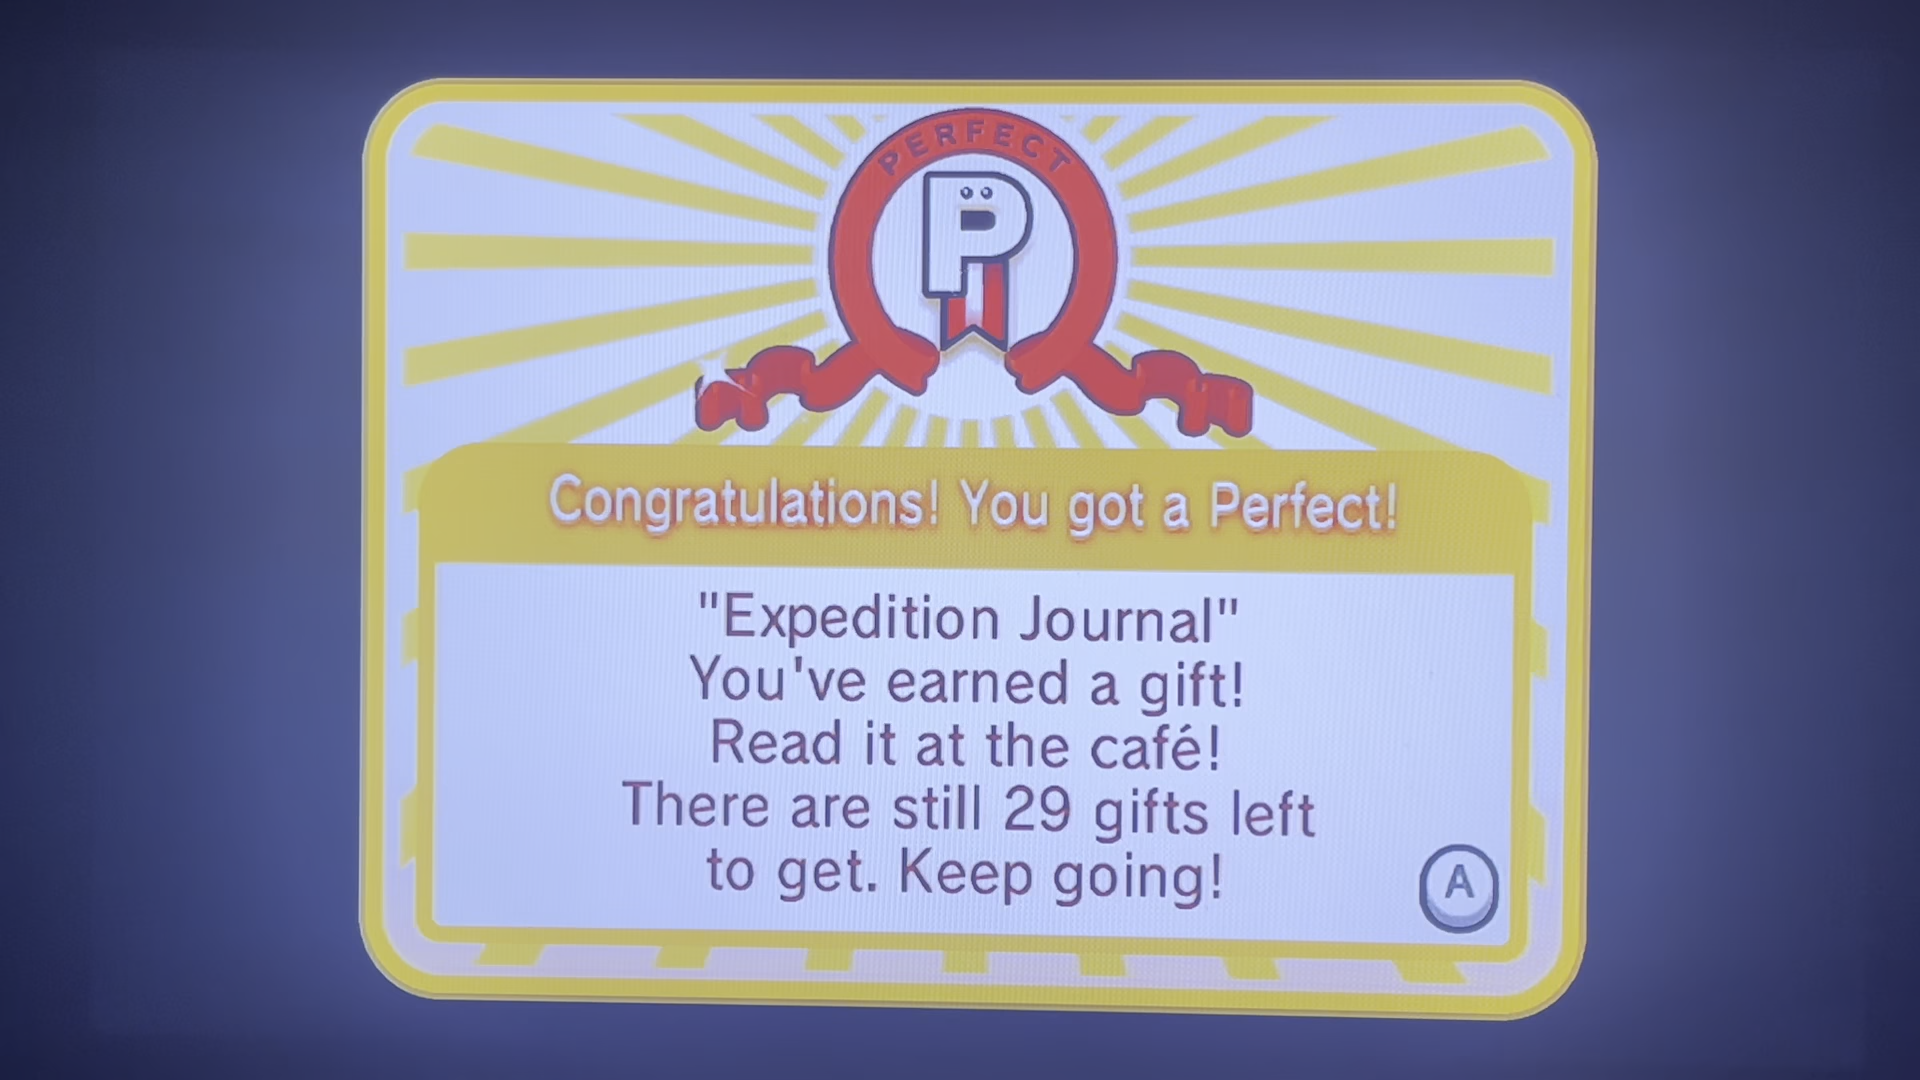 PERFECT
P
Congratulations! You got a Perfect!
"Expedition Journal"
You've earned a gift!
Read it at the café!
There are still 29 gifts left
to get. Keep going!
A